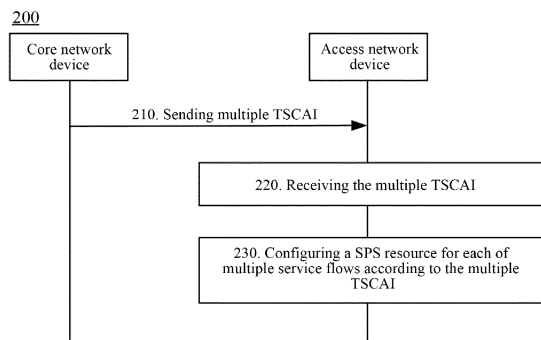 200
Core network
device
Access network
device
210. Sending multiple TSCAI
220. Receiving the multiple TSCAI
230. Configuring a SPS resource for each of
multiple service flows according to the multiple
TSCAI